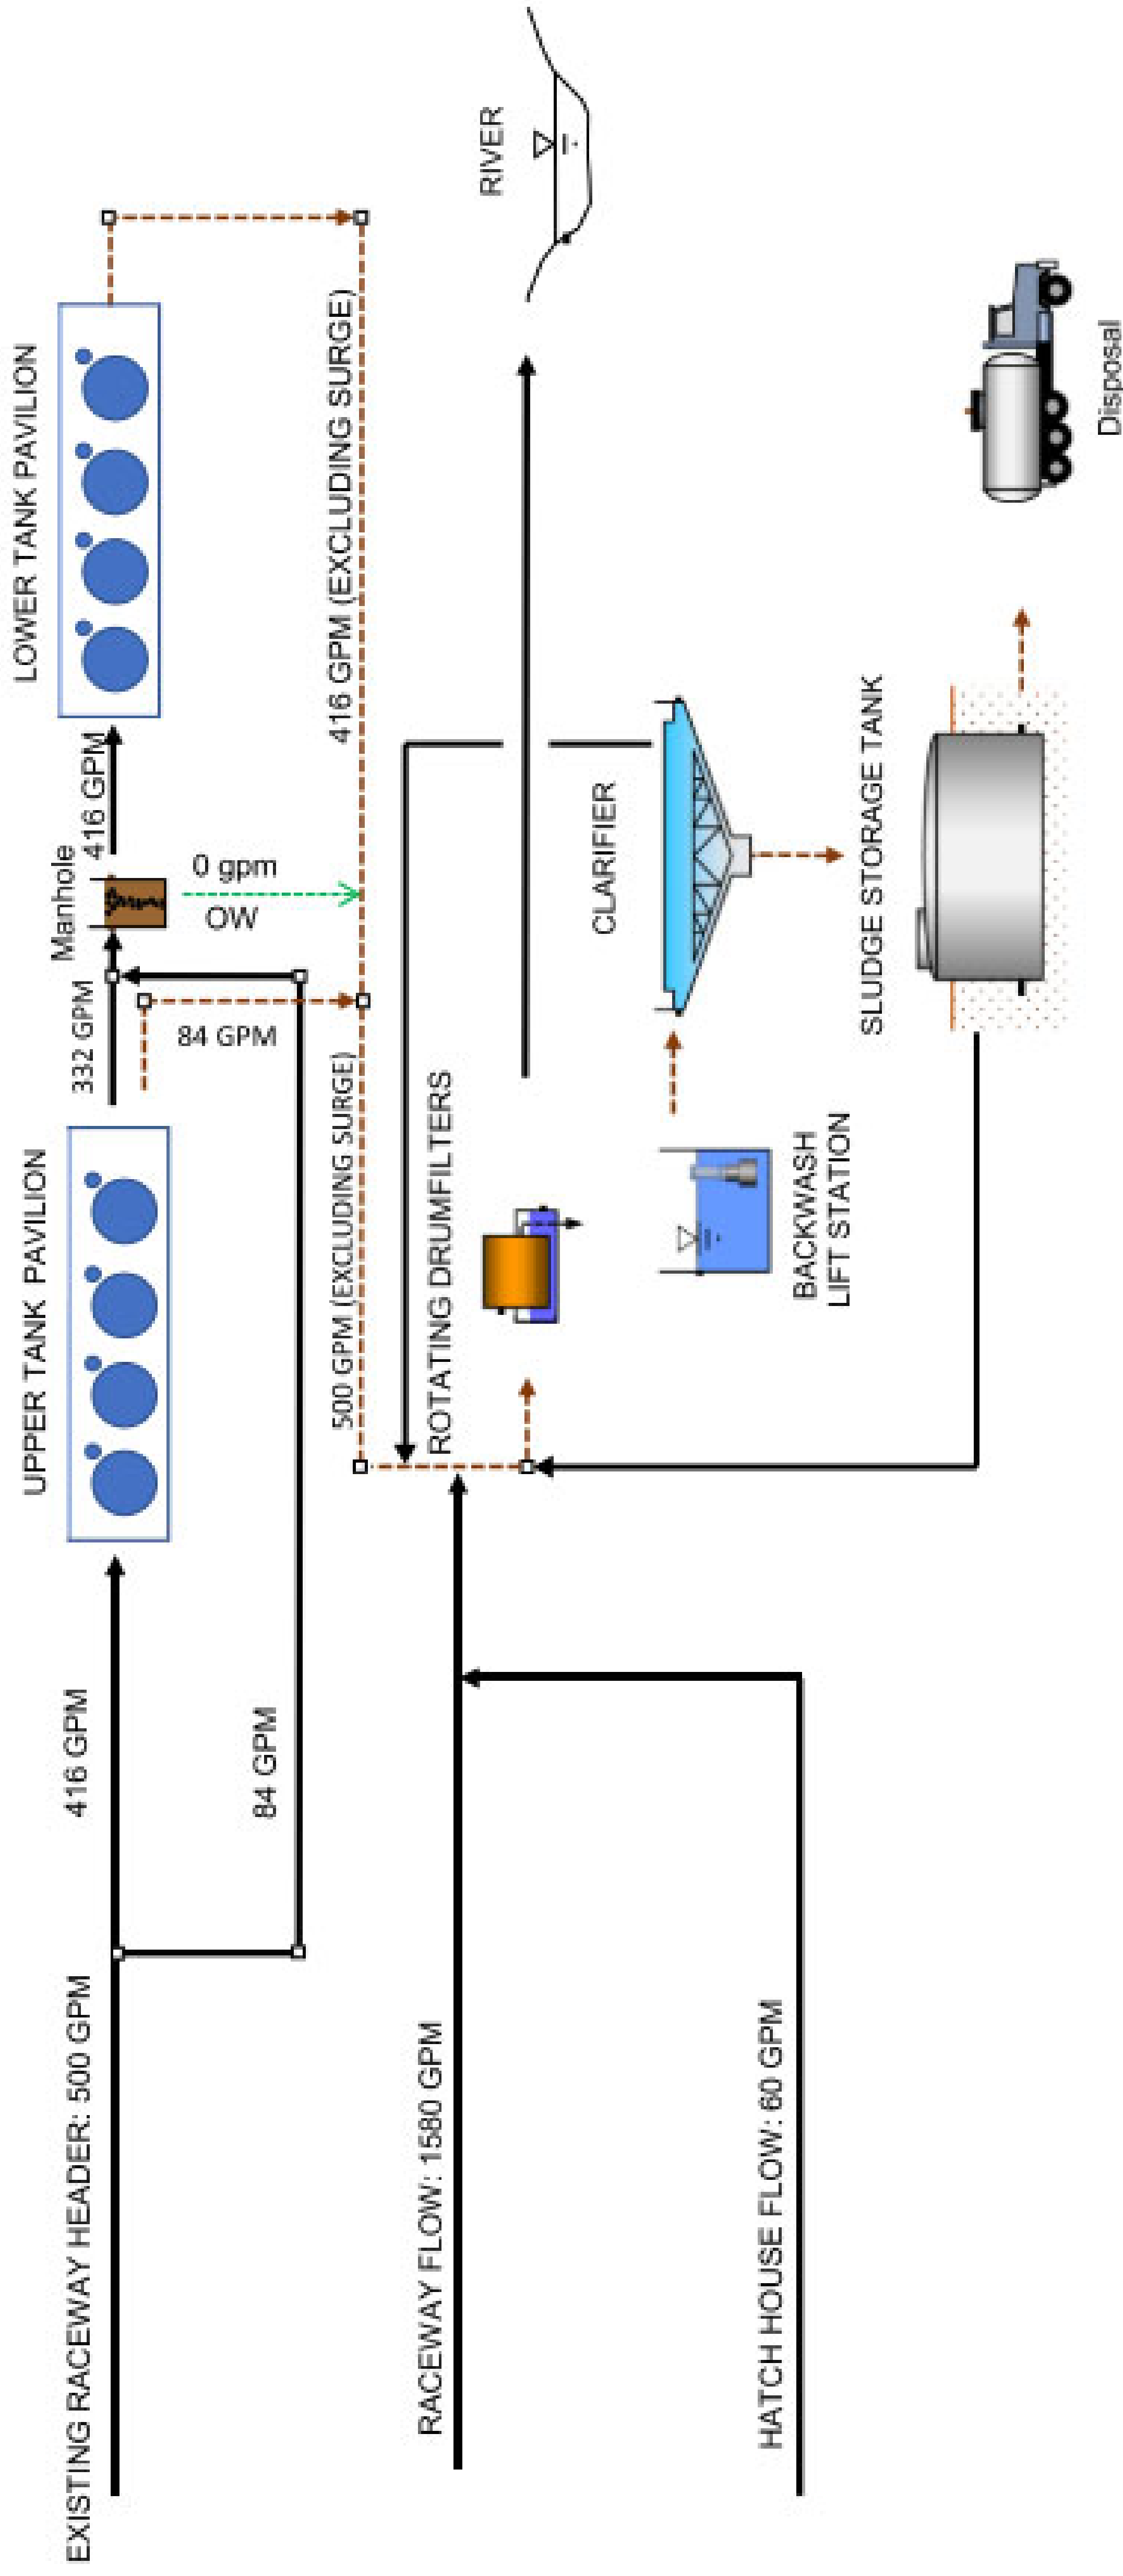 EXISTING RACEWAY HEADER: 500 GPM
416 GPM
84 GPM
UPPER TANK PAVILION
332 GPM
84 GPM
Manhole
416 GPM
0 gpm
OW
LOWER TANK PAVILION
500 GPM (EXCLUDING SURGE)
416 GPM (EXCLUDING SURGE)
RACEWAY FLOW: 1580 GPM
ROTATING DRUMFILTERS
RIVER
HATCH HOUSE FLOW: 60 GPM
BACKWASH
LIFT STATION
CLARIFIER
SLUDGE STORAGE TANK
Disposal